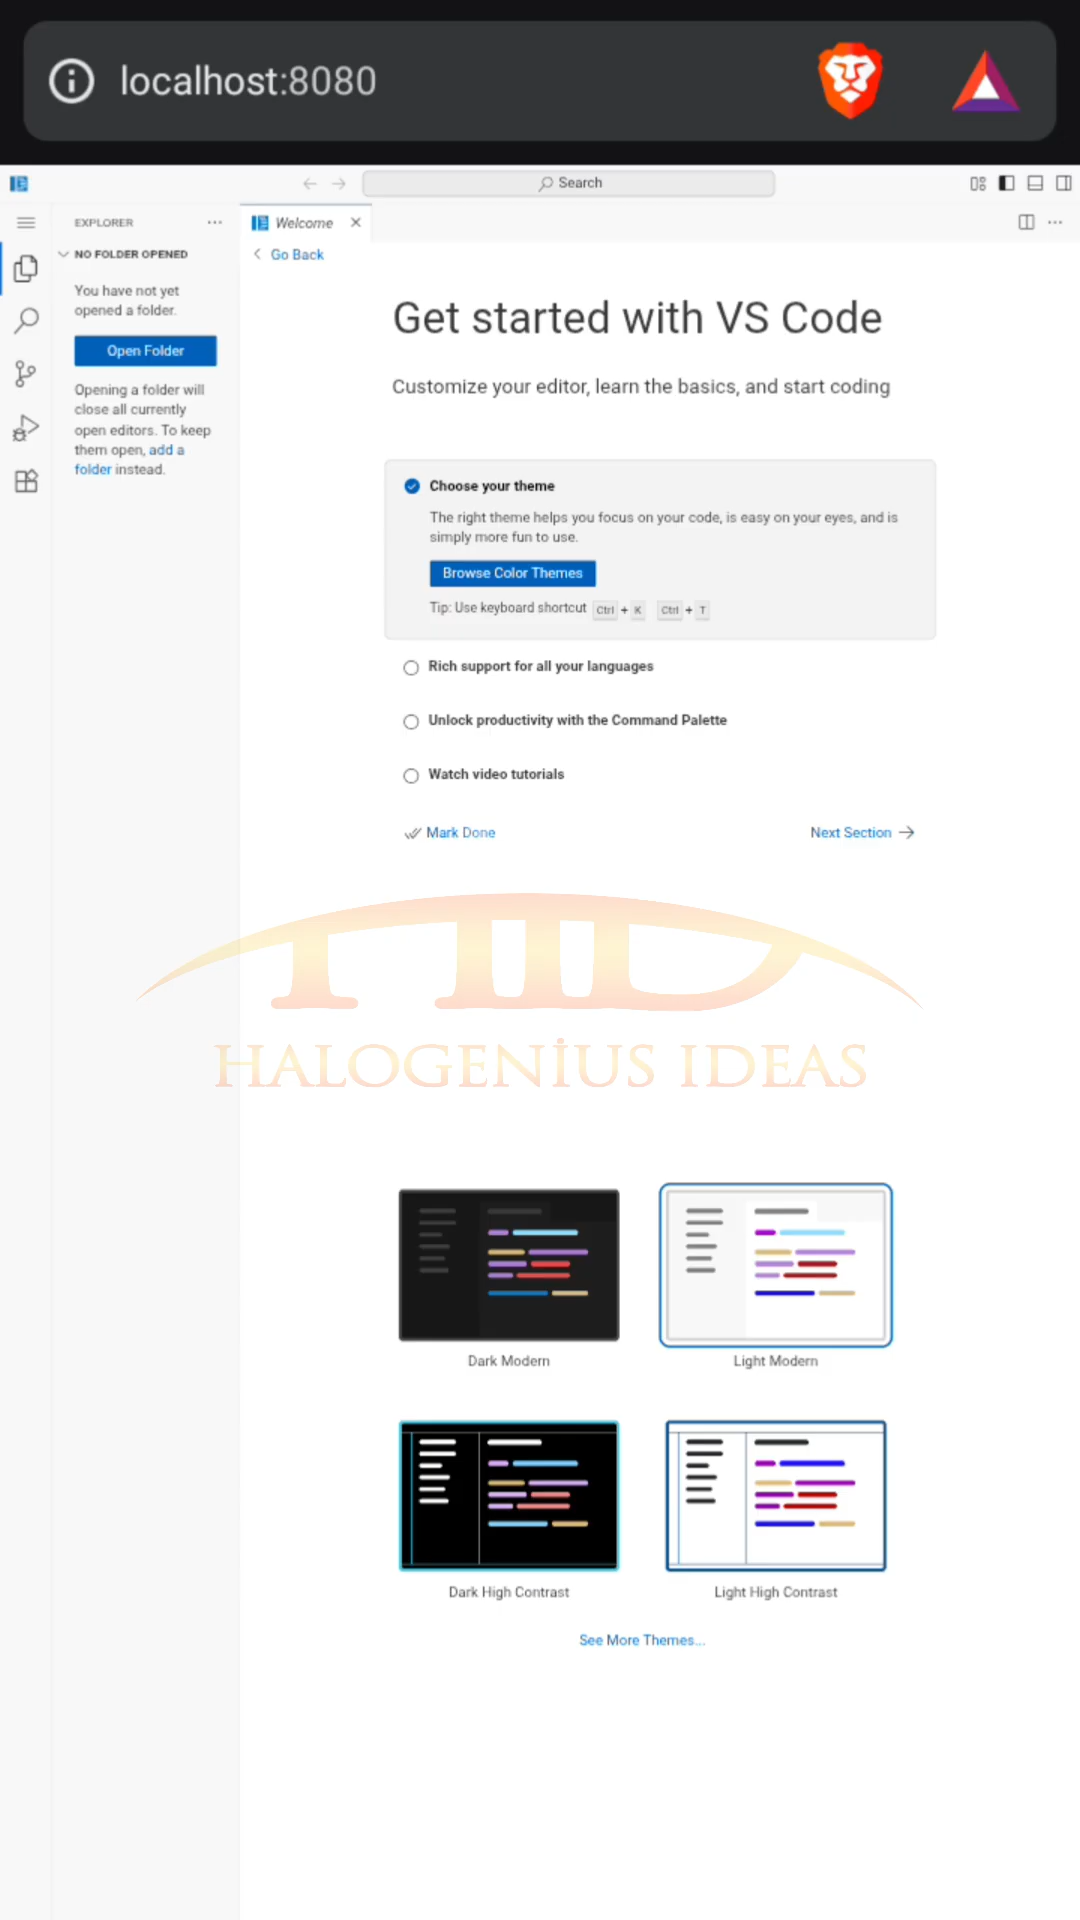 localhost:8080
Search
EXPLORER
Welcome
NO FOLDER OPENED
Go Back
You have not yet
opened a folder.
Open Folder
Opening a folder will
close all currently
open editors. To keep
them open, add a
folder instead.
Get started with VS Code
Customize your editor, learn the basics, and start coding
Choose your theme
The right theme helps you focus on your code, is easy on your eyes, and is
simply more fun to use.
Browse Color Themes
Tip: Use keyboard shortcut Ctrl + K Ctrl + T
Rich support for all your languages
Unlock productivity with the Command Palette
Watch video tutorials
Mark Done
Next Section
HALOGENiUS IDEAS
Dark Modern
Light Modern
Dark High Contrast
Light High Contrast
See More Themes...